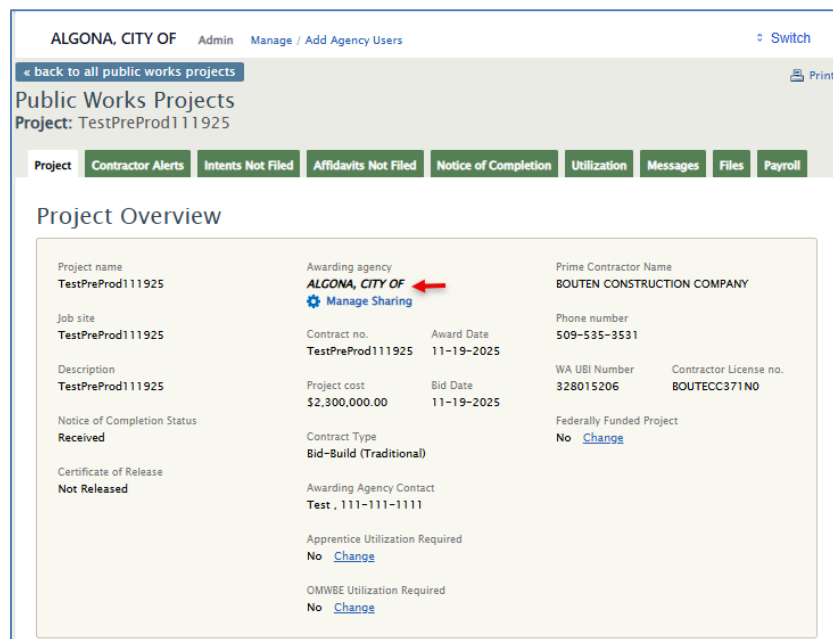 ALGONA, CITY OF Admin Manage / Add Agency Users Switch
« back to all public works projects Print
Public Works Projects
Project: TestPreProd111925
Project Contractor Alerts Intents Not Filed Affidavits Not Filed Notice of Completion Utilization Messages Files Payroll
Project Overview
Project name
TestPreProd111925
Job site
TestPreProd111925
Description
TestPreProd111925
Notice of Completion Status
Received
Certificate of Release
Not Released
Awarding agency
ALGONA, CITY OF
Manage Sharing
Contract no. Award Date
TestPreProd111925 11-19-2025
Project cost Bid Date
$2,300,000.00 11-19-2025
Contract Type
Bid-Build (Traditional)
Awarding Agency Contact
Test , 111-111-1111
Apprentice Utilization Required
No Change
OMWBE Utilization Required
No Change
Prime Contractor Name
BOUTEN CONSTRUCTION COMPANY
Phone number
509-535-3531
WA UBI Number Contractor License no.
328015206 BOUTECC371N0
Federally Funded Project
No Change